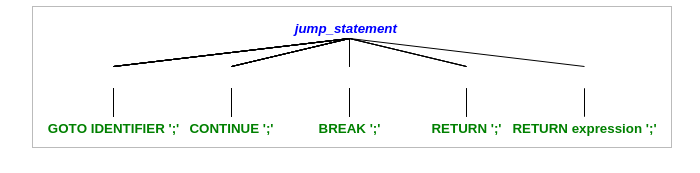 jump_statement
GOTO IDENTIFIER ';' CONTINUE ';' BREAK ';' RETURN ';' RETURN expression ';'